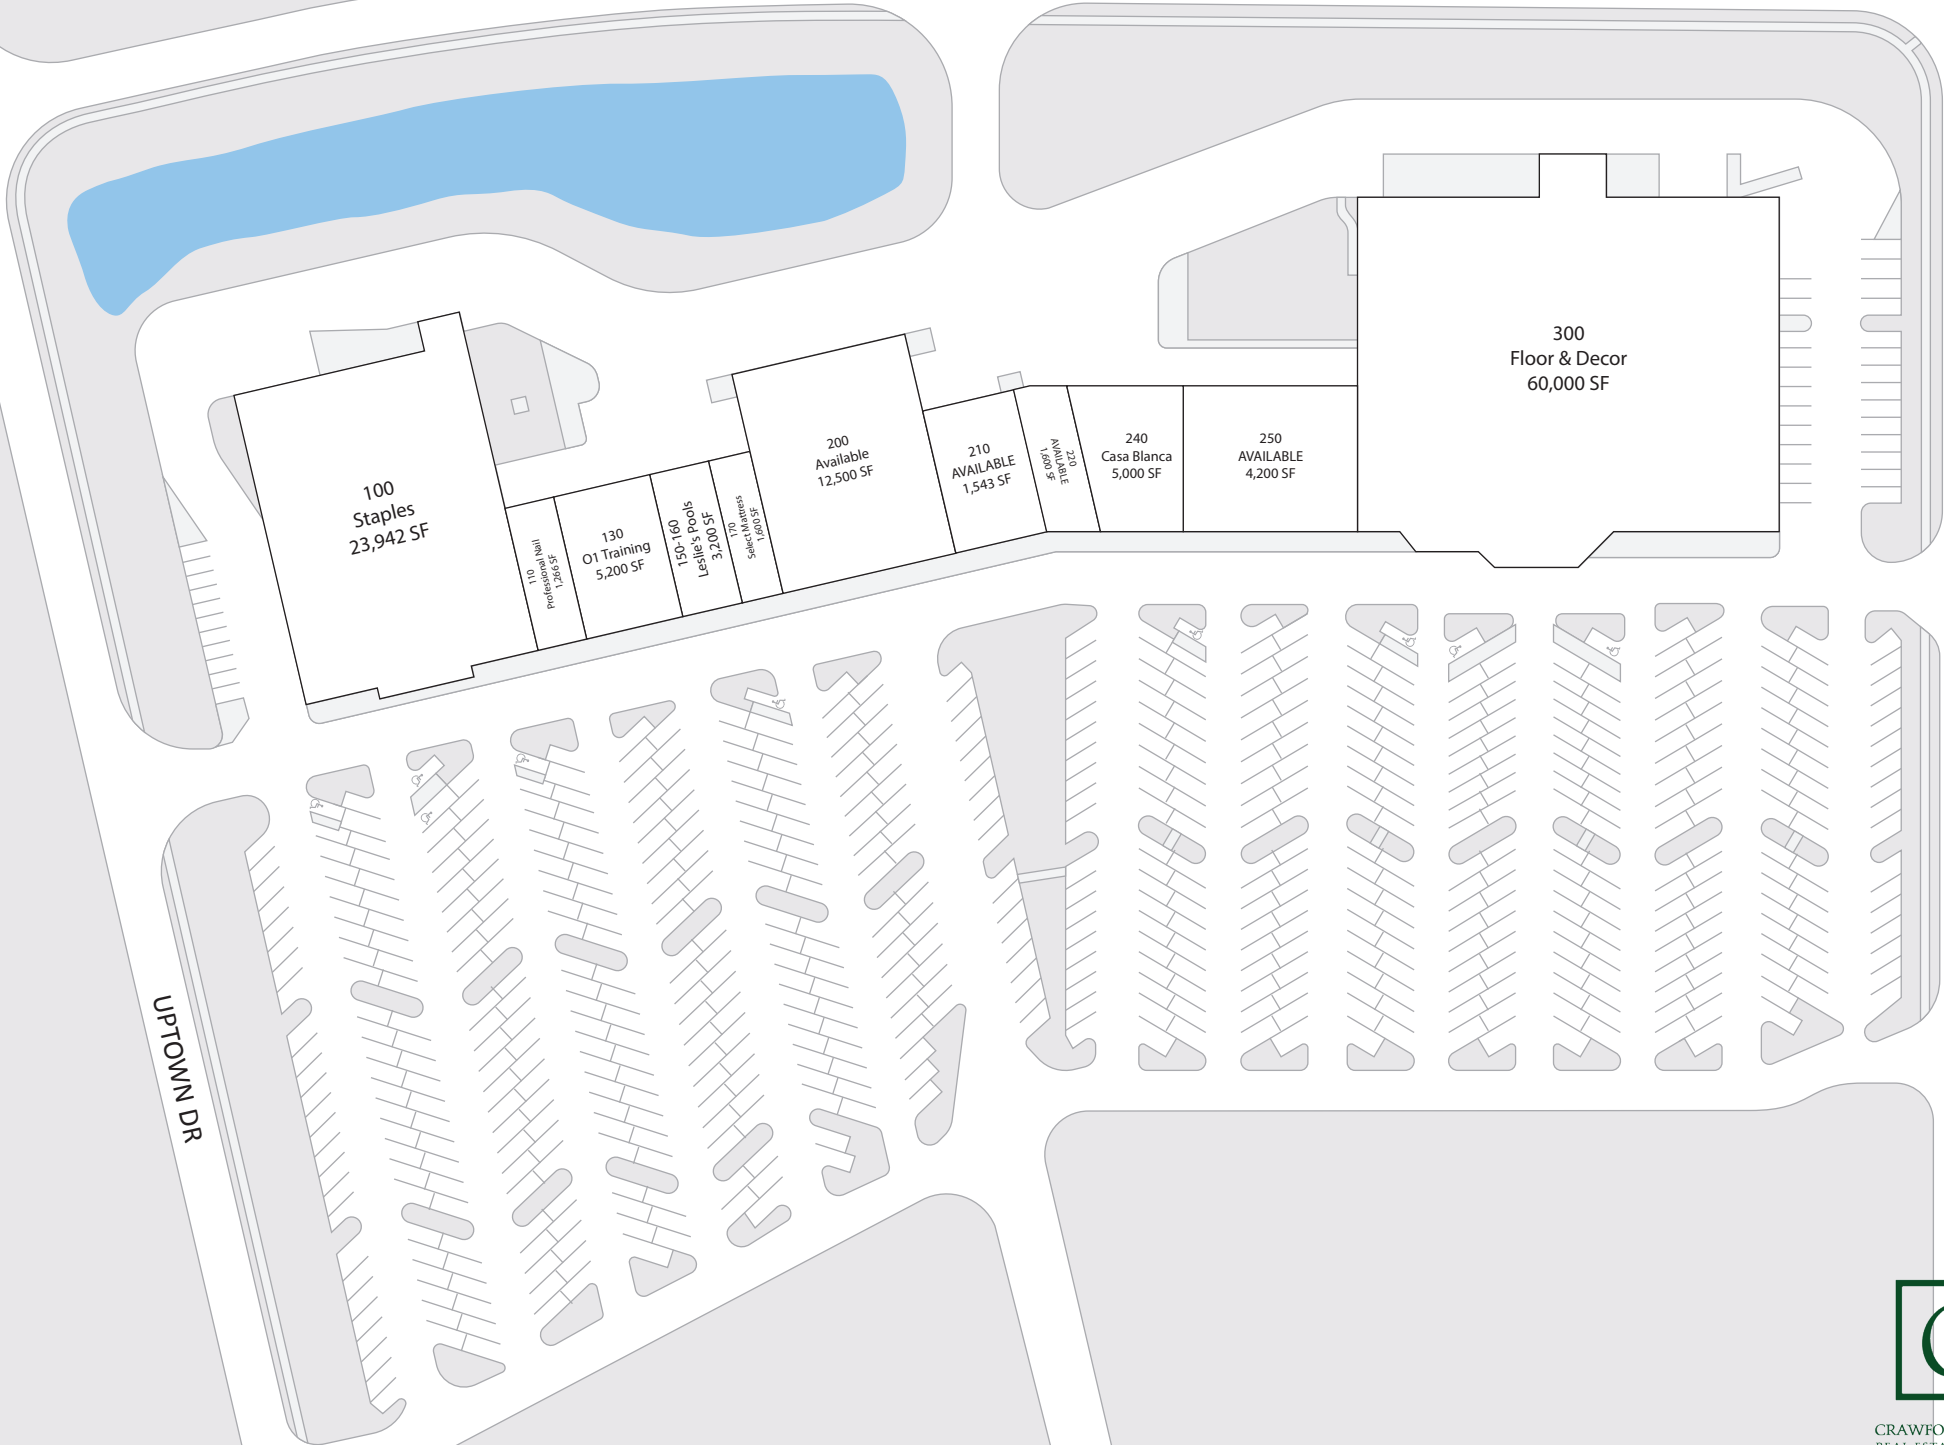 100
Staples
23,942 SF
110
Professional Nail
1,266 SF
130
O1 Training
5,200 SF
150-160
Leslie's Pools
3,200 SF
170
Select Mattress
1,600 SF
200
Available
12,500 SF
210
AVAILABLE
1,543 SF
220
AVAILABLE
1,600 SF
240
Casa Blanca
5,000 SF
250
AVAILABLE
4,200 SF
300
Floor & Decor
60,000 SF
UPTOWN DR
CRAWFO